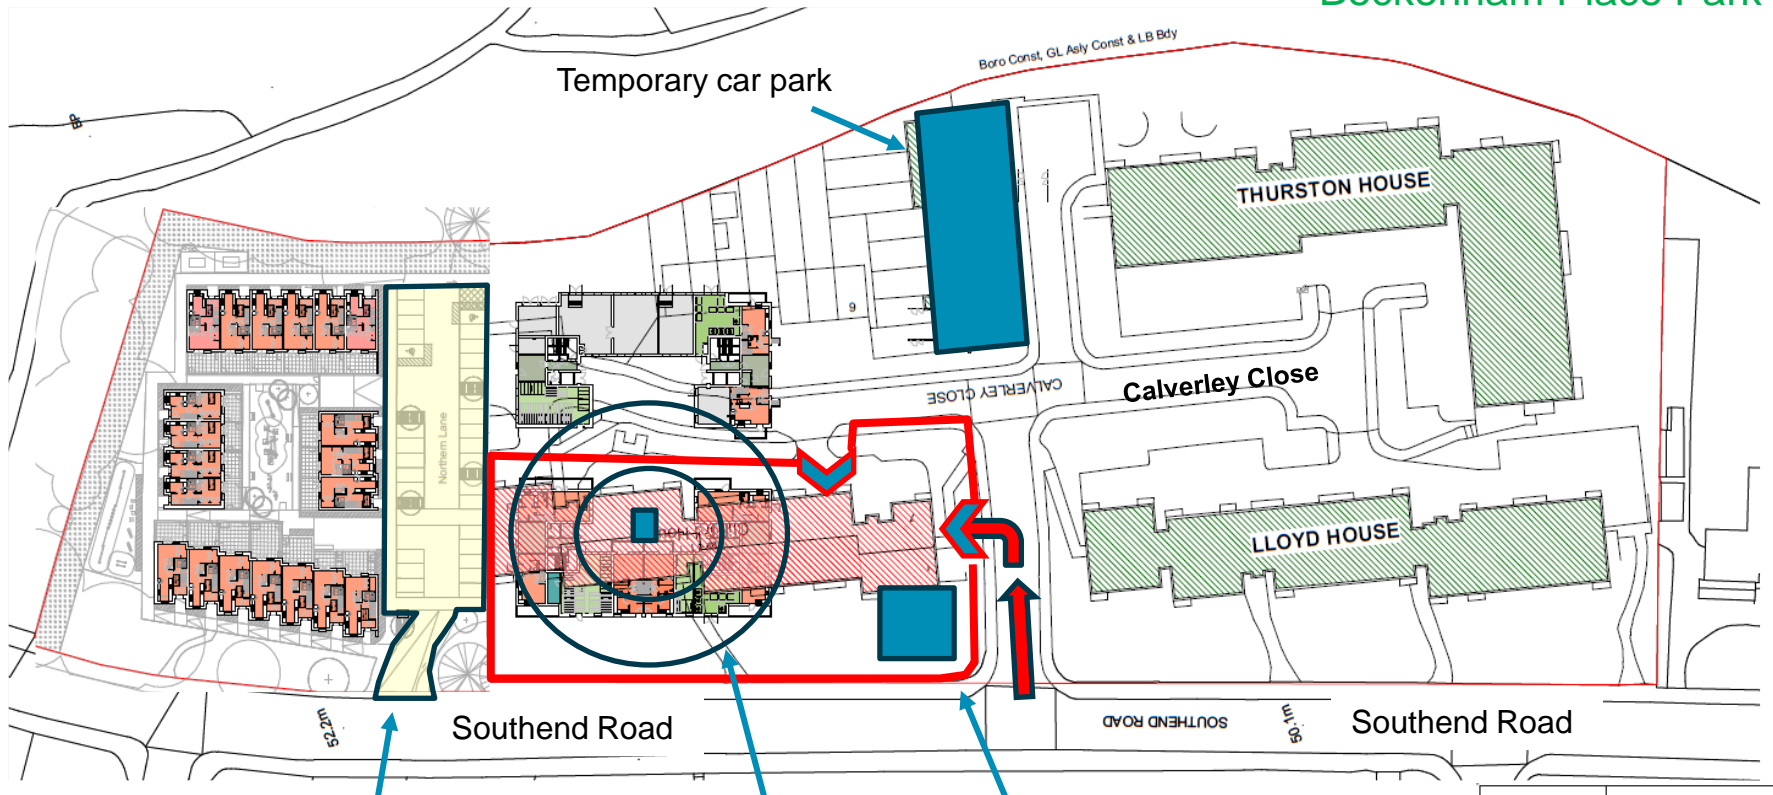 Beckenham Place Park
Boro Const, GL Asly Const & LB Bdy
Temporary car park
THURSTON HOUSE
9
CALVERLEY CLOSE
Calverley Close
Northern Lane
LLOYD HOUSE
52.2m
Southend Road
SOUTHEND ROAD
50.1m
Southend Road